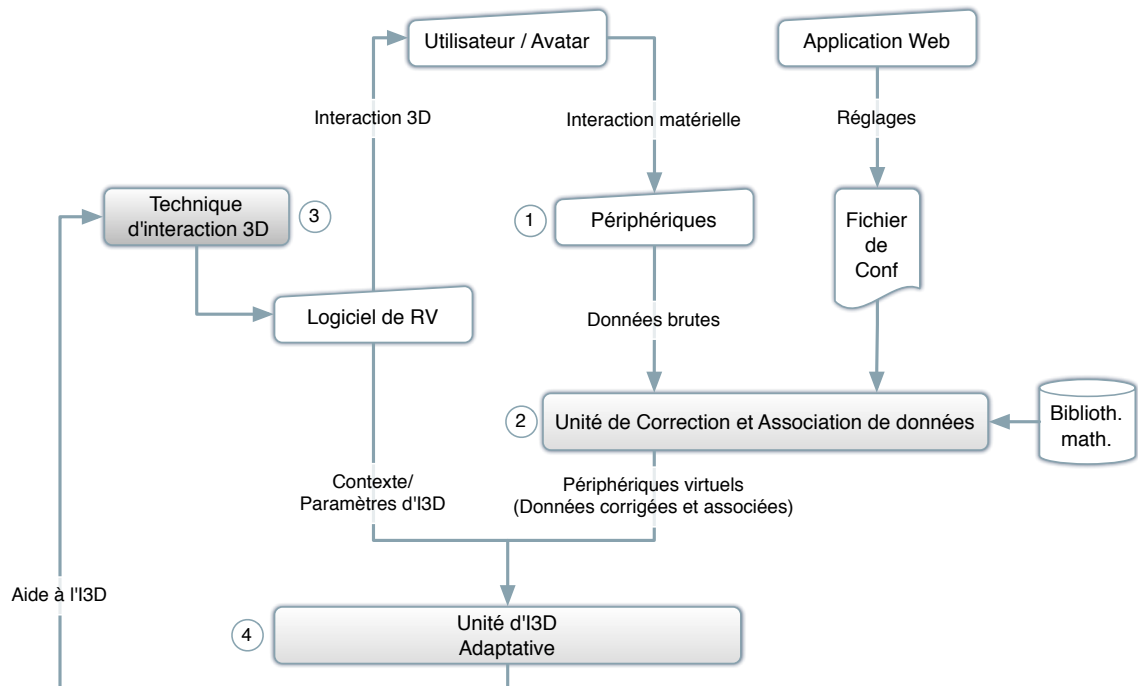 Utilisateur / Avatar
Application Web
Interaction 3D
Interaction matérielle
Réglages
Technique
d'interaction 3D
3
1
Périphériques
Fichier
de
Conf
Logiciel de RV
Données brutes
2
Unité de Correction et Association de données
Biblioth.
math.
Contexte/
Paramètres d'I3D
Périphériques virtuels
(Données corrigées et associées)
Aide à l'I3D
4
Unité d'I3D
Adaptative